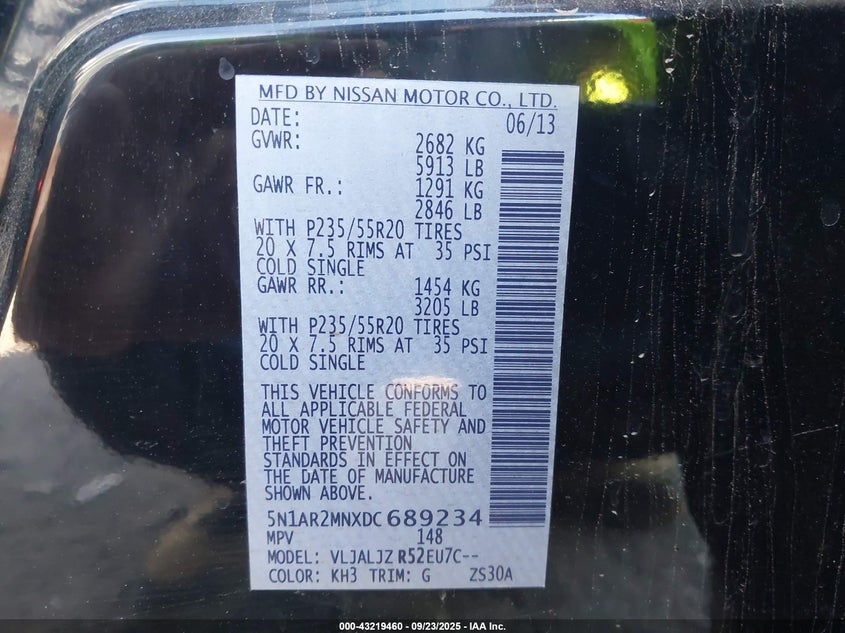 MFD BY NISSAN MOTOR CO., LTD.
DATE: 06/13
GVWR: 2682 KG
5913 LB
GAWR FR.: 1291 KG
2846 LB
WITH P235/55R20 TIRES
20 X 7.5 RIMS AT 35 PSI
COLD SINGLE
GAWR RR.: 1454 KG
3205 LB
WITH P235/55R20 TIRES
20 X 7.5 RIMS AT 35 PSI
COLD SINGLE
THIS VEHICLE CONFORMS TO
ALL APPLICABLE FEDERAL
MOTOR VEHICLE SAFETY AND
THEFT PREVENTION
STANDARDS IN EFFECT ON
THE DATE OF MANUFACTURE
SHOWN ABOVE.
5N1AR2MNXDC689234
MPV 148
MODEL: VLJALJZ R52EU7C--
COLOR: KH3 TRIM: G ZS30A
000-43219460 - 09/23/2025 - IAA Inc.